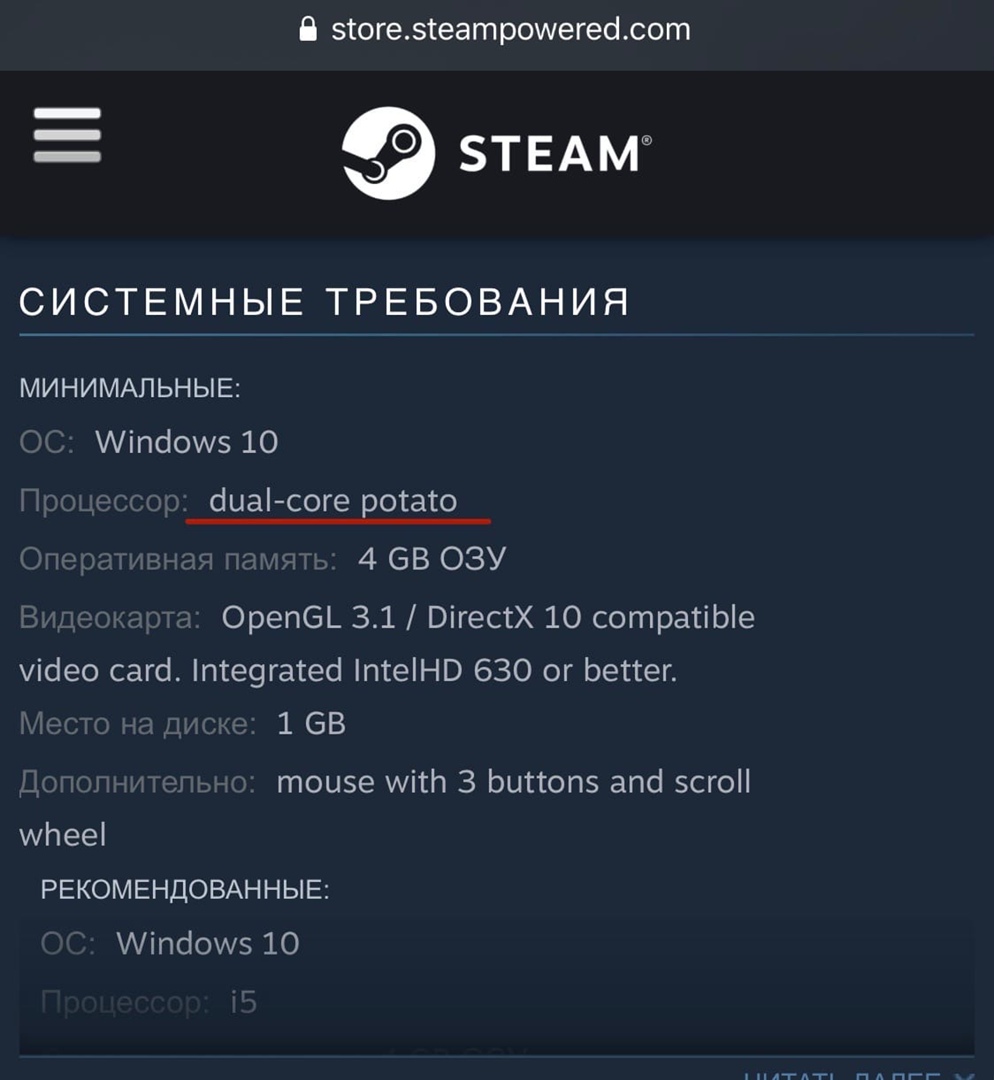 store.steampowered.com
STEAM®
СИСТЕМНЫЕ ТРЕБОВАНИЯ
МИНИМАЛЬНЫЕ:
ОС: Windows 10
Процессор: dual-core potato
Оперативная память: 4 GB ОЗУ
Видеокарта: OpenGL 3.1 / DirectX 10 compatible
video card. Integrated IntelHD 630 or better.
Место на диске: 1 GB
Дополнительно: mouse with 3 buttons and scroll
wheel
РЕКОМЕНДОВАННЫЕ:
ОС: Windows 10
Процессор: i5
ЧИТАТЬ ДАЛЕЕ